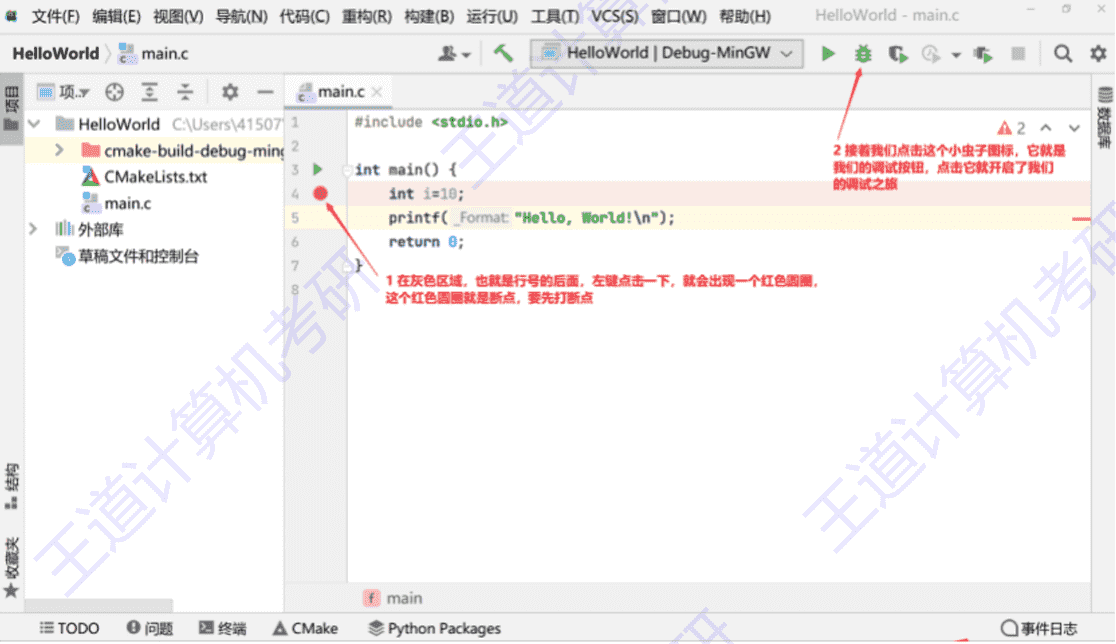 文件(F) 编辑(E) 视图(V) 导航(N) 代码(C) 重构(R) 构建(B) 运行(U) 工具(T) VCS(S) 窗口(W) 帮助(H) HelloWorld - main.c
HelloWorld main.c HelloWorld | Debug-MinGW
项目
项..
main.c
数据库
HelloWorld C:\Users\41507
cmake-build-debug-ming
CMakeLists.txt
main.c
外部库
草稿文件和控制台
1 #include <stdio.h>
2
3 int main() {
4 int i=10;
5 printf( _Format: "Hello, World!\n");
6 return 0;
7 }
8
2
2 接着我们点击这个小虫子图标，它就是
我们的调试按钮，点击它就开启了我们
的调试之旅
1 在灰色区域，也就是行号的后面，左键点击一下，就会出现一个红色圆圈，
这个红色圆圈就是断点，要先打断点
王道计算机考研
王道计算机考研
结构
收藏夹
f main
TODO 问题 终端 CMake Python Packages 事件日志